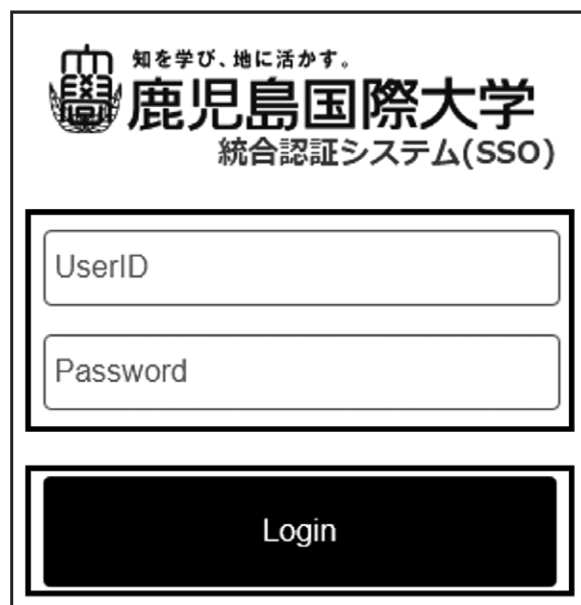 知を学び、地に活かす。
鹿児島国際大学
統合認証システム(SSO)
UserID
Password
Login